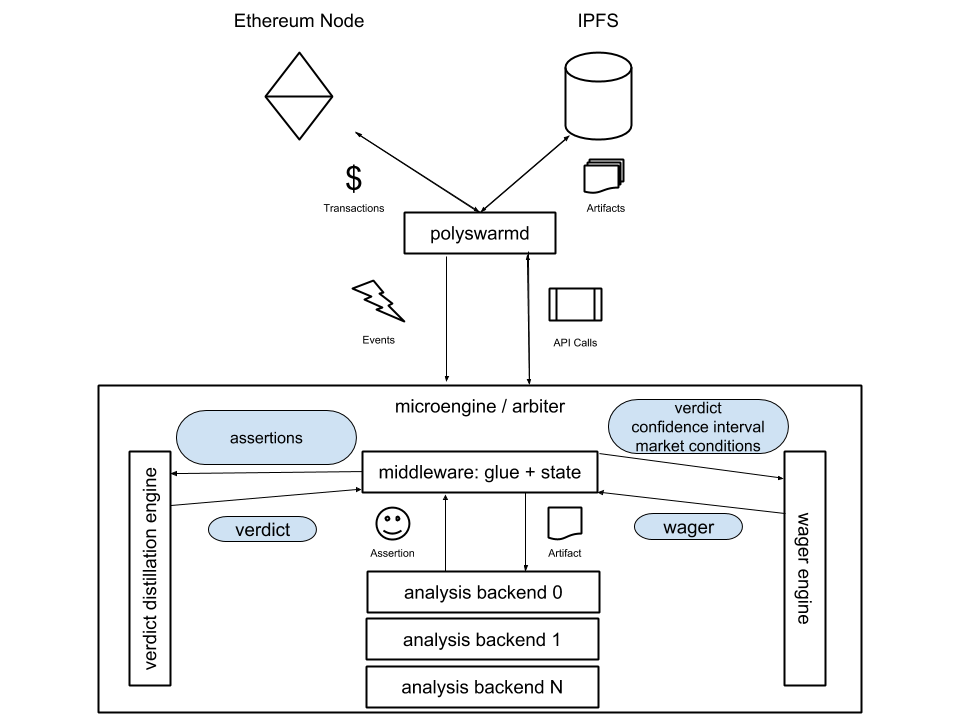 Ethereum Node
IPFS
$
Transactions
Artifacts
polyswarmd
Events
API Calls
microengine / arbiter
assertions
verdict
confidence interval
market conditions
middleware: glue + state
verdict distillation engine
wager engine
verdict
Assertion
Artifact
wager
analysis backend 0
analysis backend 1
analysis backend N